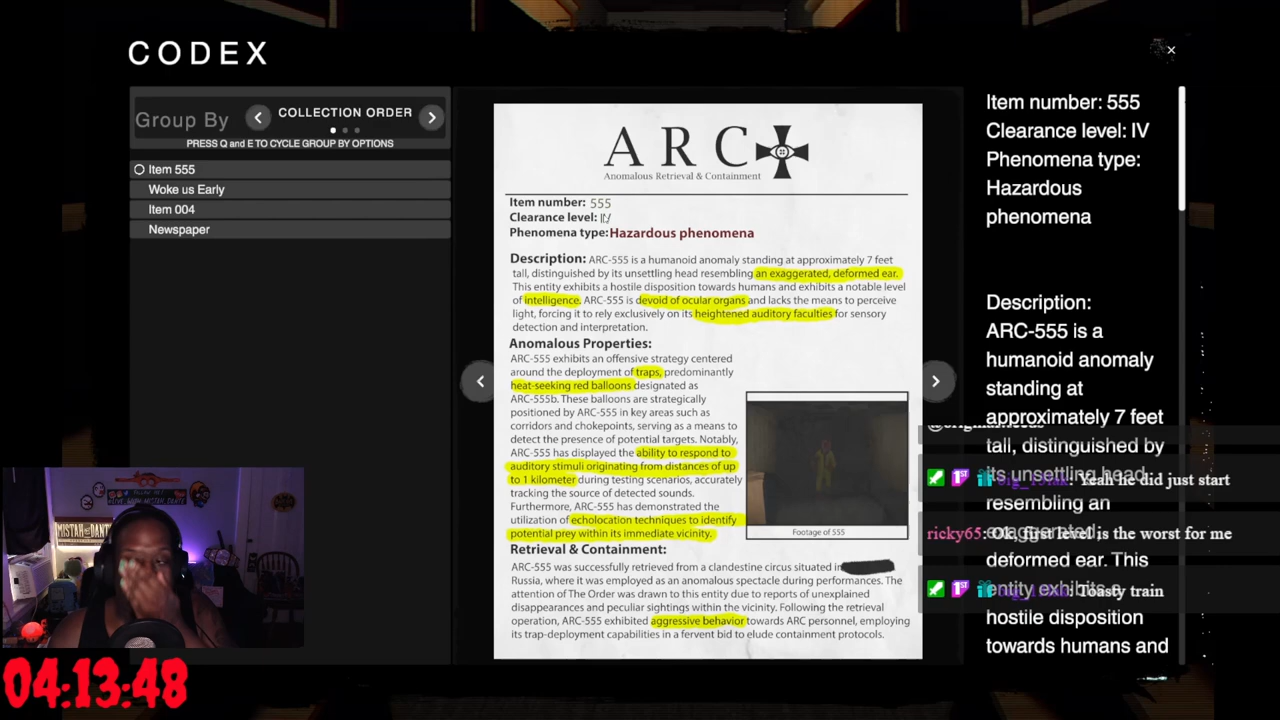 CODEX
×
Group By
COLLECTION ORDER
PRESS Q and E TO CYCLE GROUP BY OPTIONS
Item 555
Woke us Early
Item 004
Newspaper
ARC
Anomalous Retrieval & Containment
Item number: 555
Clearance level: IV
Phenomena type: Hazardous phenomena
Description: ARC-555 is a humanoid anomaly standing at approximately 7 feet
tall, distinguished by its unsettling head resembling an exaggerated, deformed ear.
This entity exhibits a hostile disposition towards humans and exhibits a notable level
of intelligence. ARC-555 is devoid of ocular organs and lacks the means to perceive
light, forcing it to rely exclusively on its heightened auditory faculties for sensory
detection and interpretation.
Anomalous Properties:
ARC-555 exhibits an offensive strategy centered
around the deployment of traps, predominantly
heat-seeking red balloons designated as
ARC-555b. These balloons are strategically
positioned by ARC-555 in key areas such as
corridors and chokepoints, serving as a means to
detect the presence of potential targets. Notably,
ARC-555 has displayed the ability to respond to
auditory stimuli originating from distances of up
to 1 kilometer during testing scenarios, accurately
tracking the source of detected sounds.
Furthermore, ARC-555 has demonstrated the
utilization of echolocation techniques to identify
potential prey within its immediate vicinity.
Footage of 555
Retrieval & Containment:
ARC-555 was successfully retrieved from a clandestine circus situated in
Russia, where it was employed as an anomalous spectacle during performances. The
attention of The Order was drawn to this entity due to reports of unexplained
disappearances and peculiar sightings within the vicinity. Following the retrieval
operation, ARC-555 exhibited aggressive behavior towards ARC personnel, employing
its trap-deployment capabilities in a fervent bid to elude containment protocols.
Item number: 555
Clearance level: IV
Phenomena type:
Hazardous
phenomena
Description:
ARC-555 is a
humanoid anomaly
standing at
approximately 7 feet
tall, distinguished by
its unsettling head
resembling an
exaggerated,
deformed ear. This
entity exhibits a
hostile disposition
towards humans and
Yeah he did just start
ricky65: Ok, first level is the worst for me
Toasty train
MISTAH
DANT
04:13:48